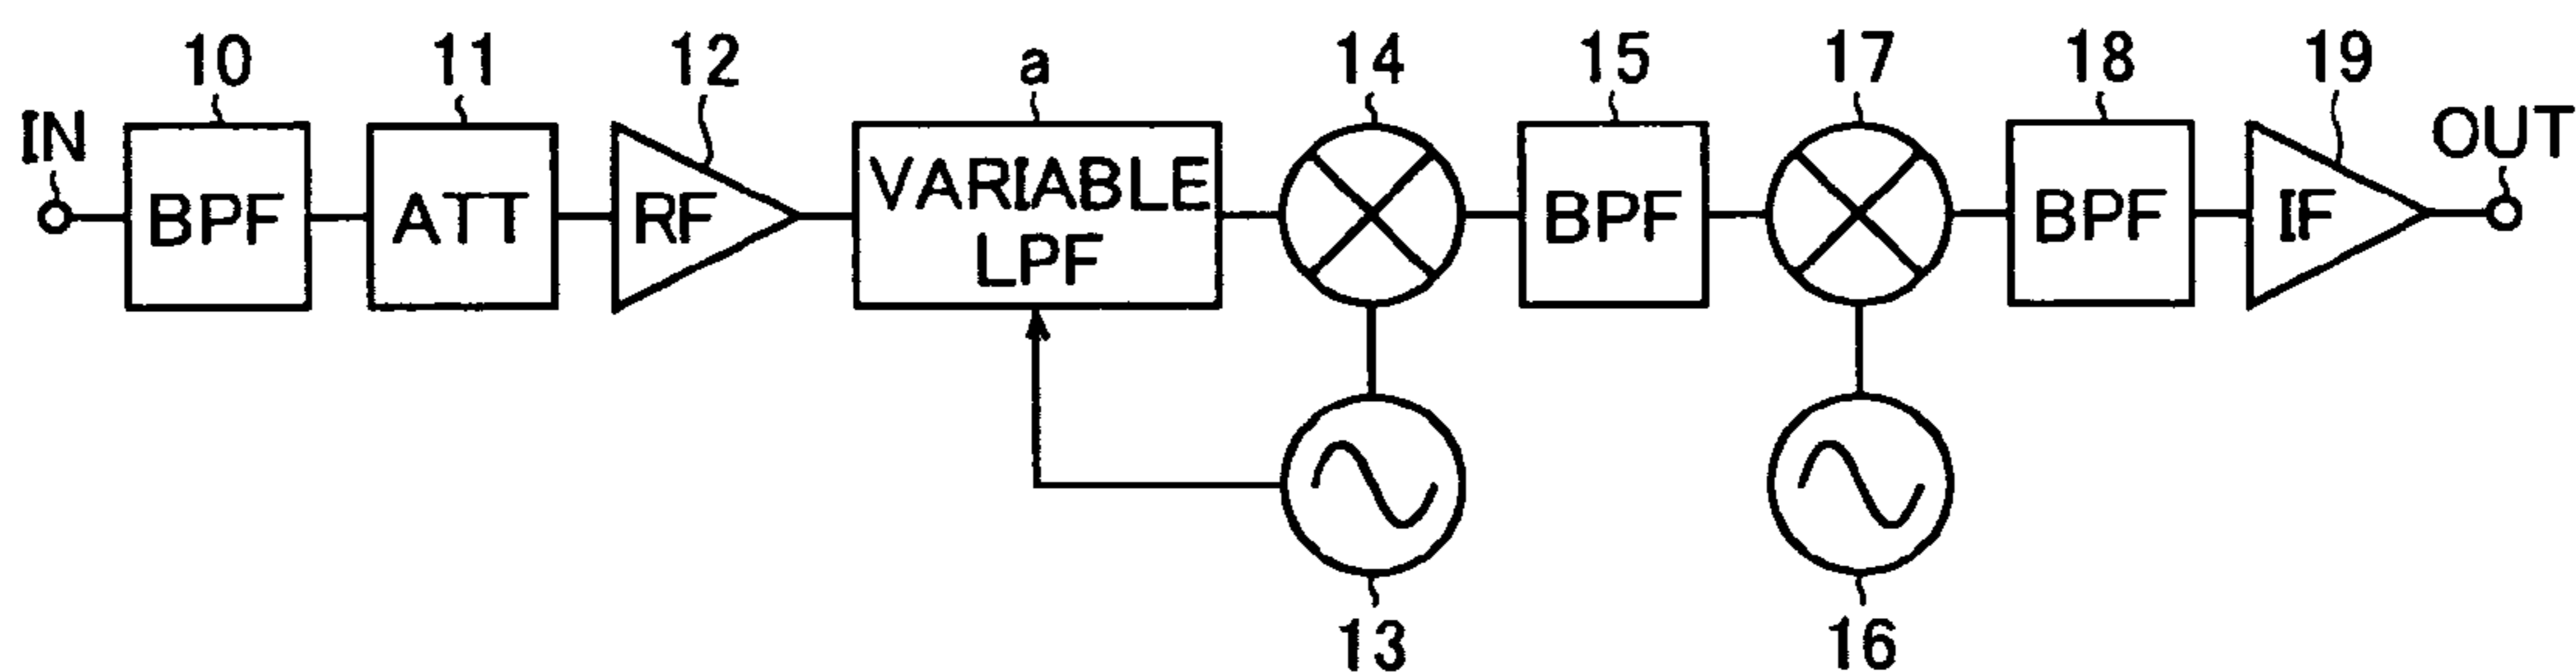 10
11
12
a
14
15
17
18
19
IN
OUT
BPF
ATT
RF
VARIABLE
LPF
BPF
BPF
IF
13
16